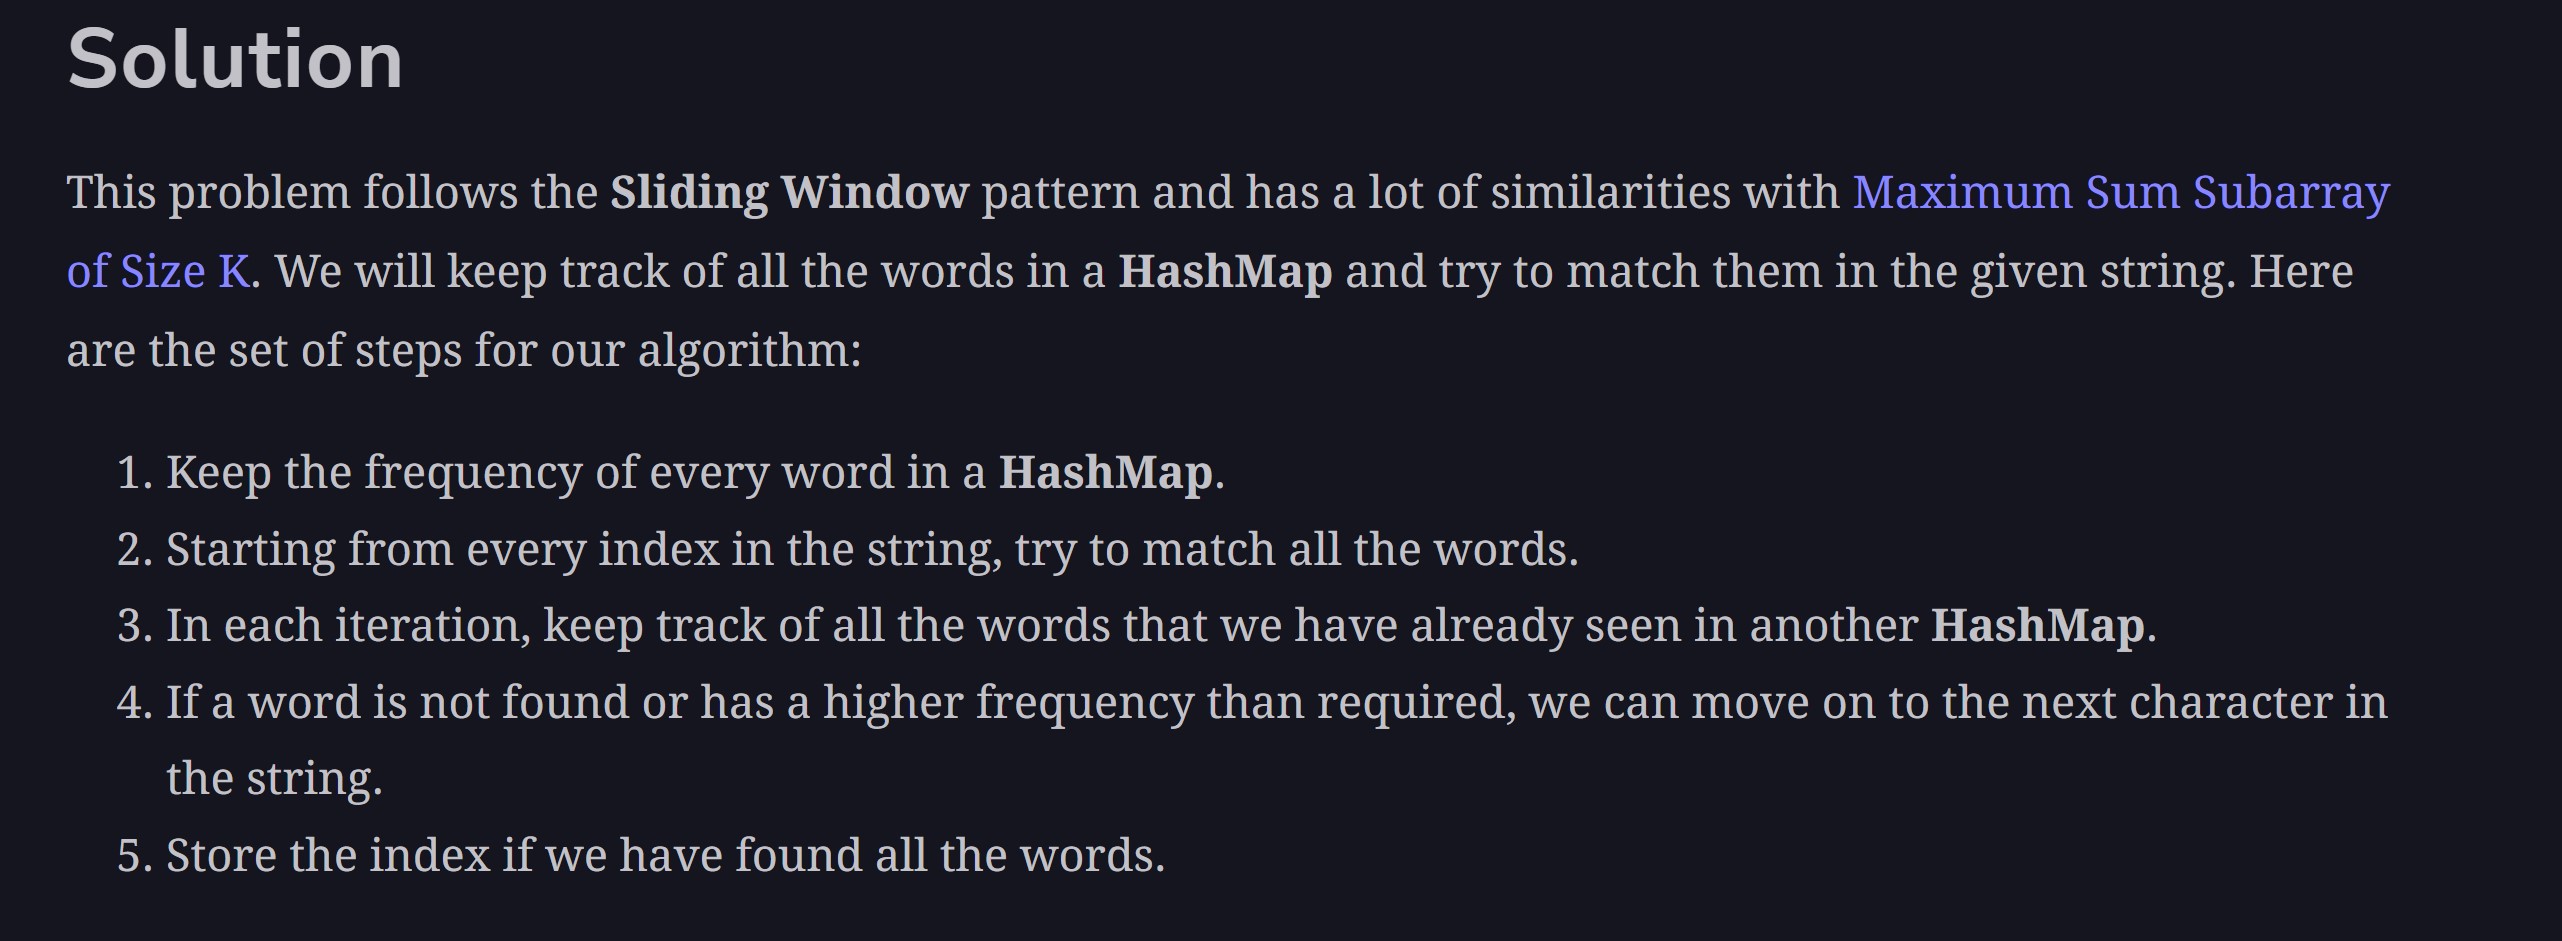 Solution
This problem follows the Sliding Window pattern and has a lot of similarities with Maximum Sum Subarray
of Size K. We will keep track of all the words in a HashMap and try to match them in the given string. Here
are the set of steps for our algorithm:
1. Keep the frequency of every word in a HashMap.
2. Starting from every index in the string, try to match all the words.
3. In each iteration, keep track of all the words that we have already seen in another HashMap.
4. If a word is not found or has a higher frequency than required, we can move on to the next character in
the string.
5. Store the index if we have found all the words.